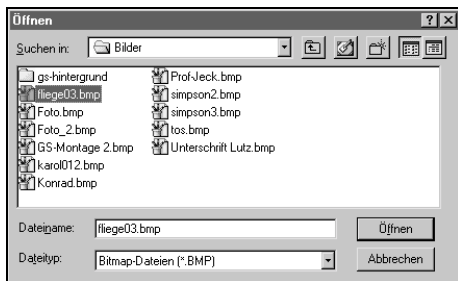 Öffnen
Suchen in: Bilder
gs-hintergrund
fliege03.bmp
Foto.bmp
Foto_2.bmp
GS-Montage 2.bmp
karol012.bmp
Konrad.bmp
Prof-Jeck.bmp
simpson2.bmp
simpson3.bmp
tos.bmp
Unterschrift Lutz.bmp
Dateiname: fliege03.bmp Öffnen
Dateityp: Bitmap-Dateien (*.BMP) Abbrechen